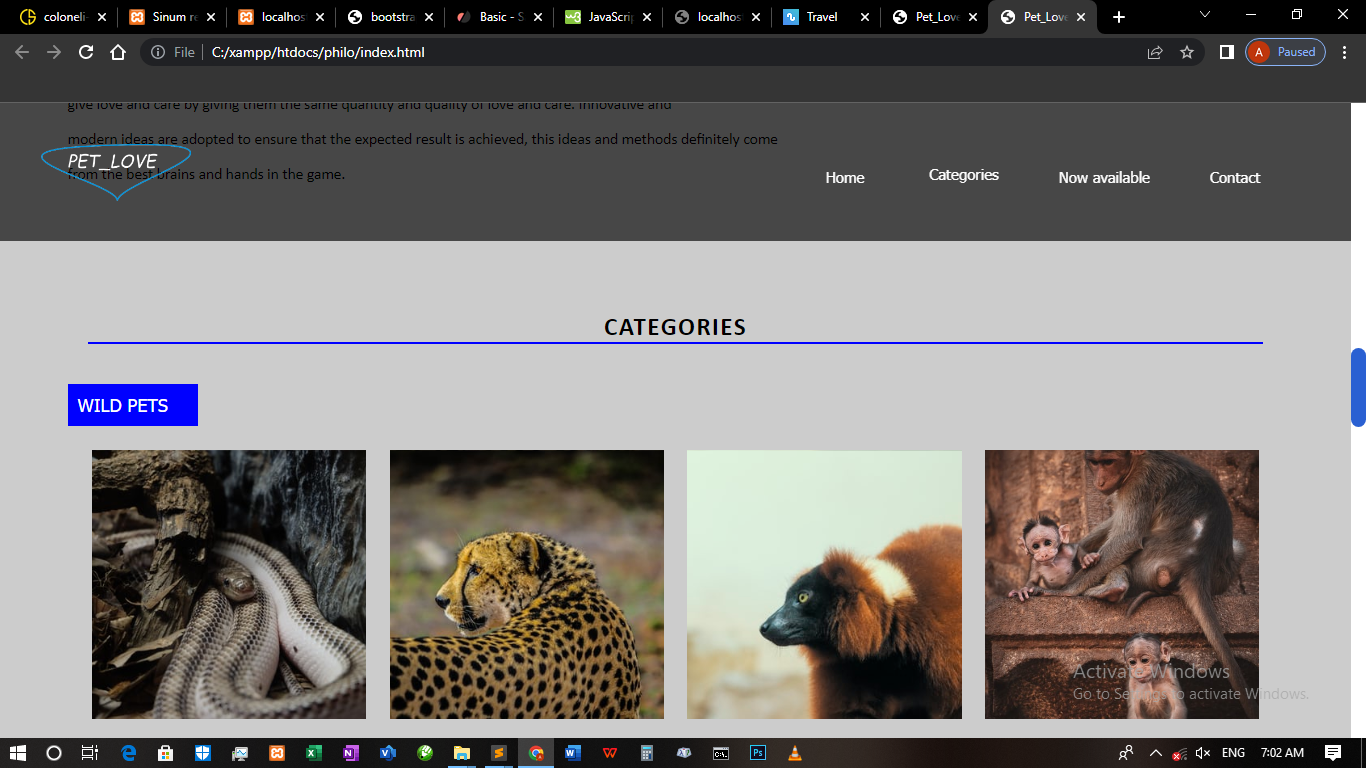 coloneli-
Sinum re
localhos
bootstra
Basic - S
JavaScrip
localhos
Travel
Pet_Love
Pet_Love
File
C:/xampp/htdocs/philo/index.html
A
Paused
give love and care by giving them the same quantity and quality of love and care. Innovative and
modern ideas are adopted to ensure that the expected result is achieved, this ideas and methods definitely come
from the best brains and hands in the game.
PET_LOVE
Home
Categories
Now available
Contact
CATEGORIES
WILD PETS
Activate Windows
Go to Settings to activate Windows.
ENG
7:02 AM